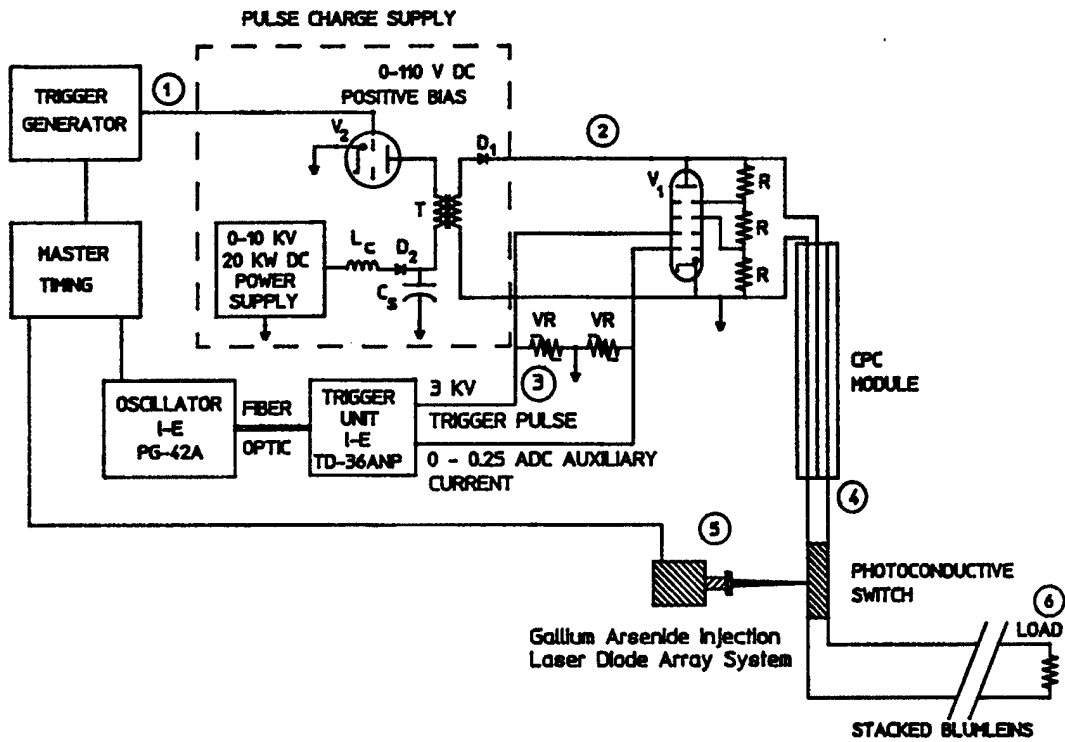 PULSE CHARGE SUPPLY
TRIGGER
GENERATOR
1
0-110 V DC
POSITIVE BIAS
V2
D1
2
V1
R
R
R
T
MASTER
TIMING
0-10 KV
20 KW DC
POWER
SUPPLY
Lc
D2
Cs
VR
VR
3
CPC
MODULE
OSCILLATOR
I-E
PG-42A
FIBER
OPTIC
TRIGGER
UNIT
I-E
TD-36ANP
3 KV
TRIGGER PULSE
0 - 0.25 ADC AUXILIARY
CURRENT
4
5
PHOTOCONDUCTIVE
SWITCH
6
LOAD
Gallium Arsenide Injection
Laser Diode Array System
STACKED BLUMLEINS